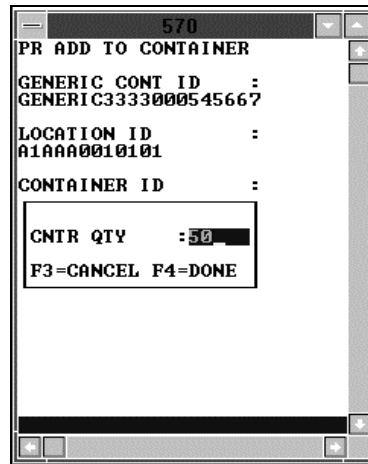 570
PR ADD TO CONTAINER
GENERIC CONT ID :
GENERIC3333000545667
LOCATION ID :
A1AAA0010101
CONTAINER ID :
CNTR QTY :50__
F3=CANCEL F4=DONE